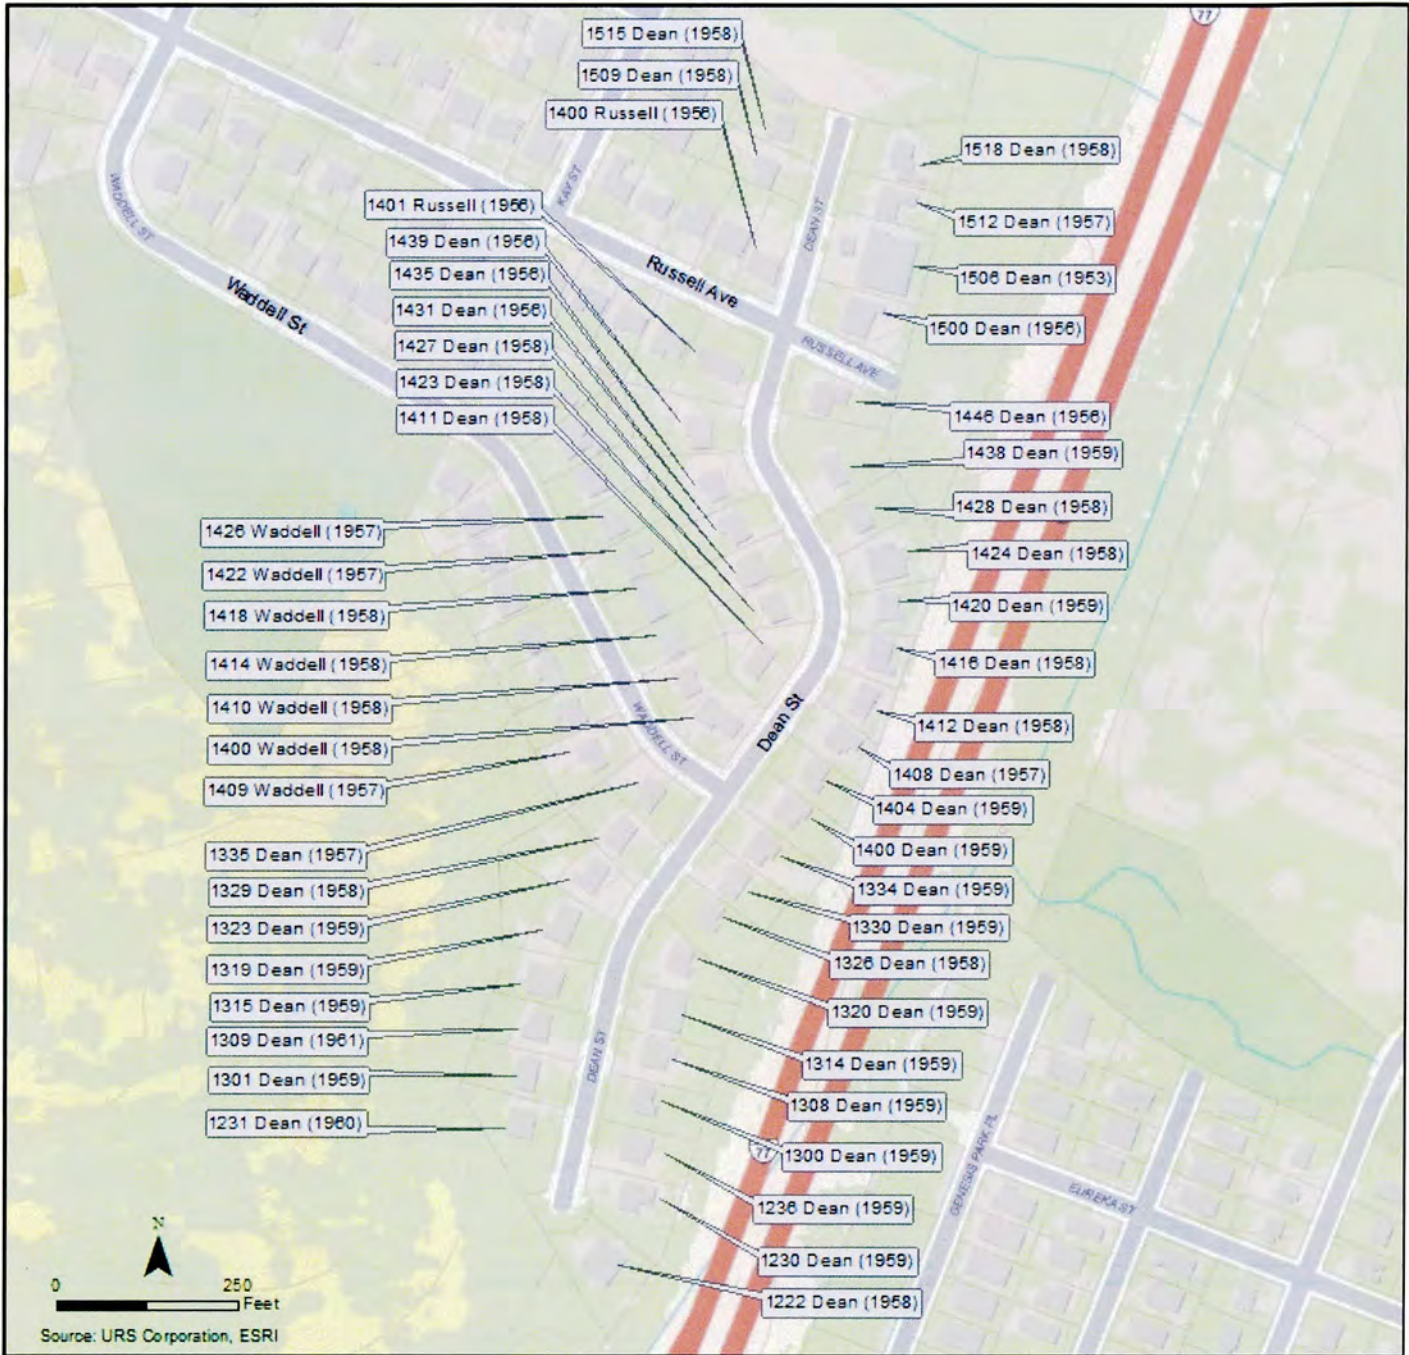 77
1515 Dean (1958)
1509 Dean (1958)
1400 Russell (1956)
1518 Dean (1958)
1512 Dean (1957)
1506 Dean (1953)
1500 Dean (1956)
KAY ST
DEAN ST
WADDELL ST
1401 Russell (1956)
1439 Dean (1956)
1435 Dean (1956)
1431 Dean (1956)
1427 Dean (1958)
1423 Dean (1958)
1411 Dean (1958)
Russell Ave
Waddell St
RUSSELL AVE
1446 Dean (1956)
1438 Dean (1959)
1428 Dean (1958)
1424 Dean (1958)
1420 Dean (1959)
1416 Dean (1958)
1412 Dean (1958)
1408 Dean (1957)
1404 Dean (1959)
1400 Dean (1959)
1334 Dean (1959)
1330 Dean (1959)
1326 Dean (1958)
1320 Dean (1959)
1314 Dean (1959)
1308 Dean (1959)
1300 Dean (1959)
1236 Dean (1959)
1230 Dean (1959)
1222 Dean (1958)
1426 Waddell (1957)
1422 Waddell (1957)
1418 Waddell (1958)
1414 Waddell (1958)
1410 Waddell (1958)
1400 Waddell (1958)
1409 Waddell (1957)
WADDELL ST
Dean St
1335 Dean (1957)
1329 Dean (1958)
1323 Dean (1959)
1319 Dean (1959)
1315 Dean (1959)
1309 Dean (1961)
1301 Dean (1959)
1231 Dean (1960)
DEAN ST
77
GENESIS PARK PL
EUREKA ST
N
0 250
Feet
Source: URS Corporation, ESRI